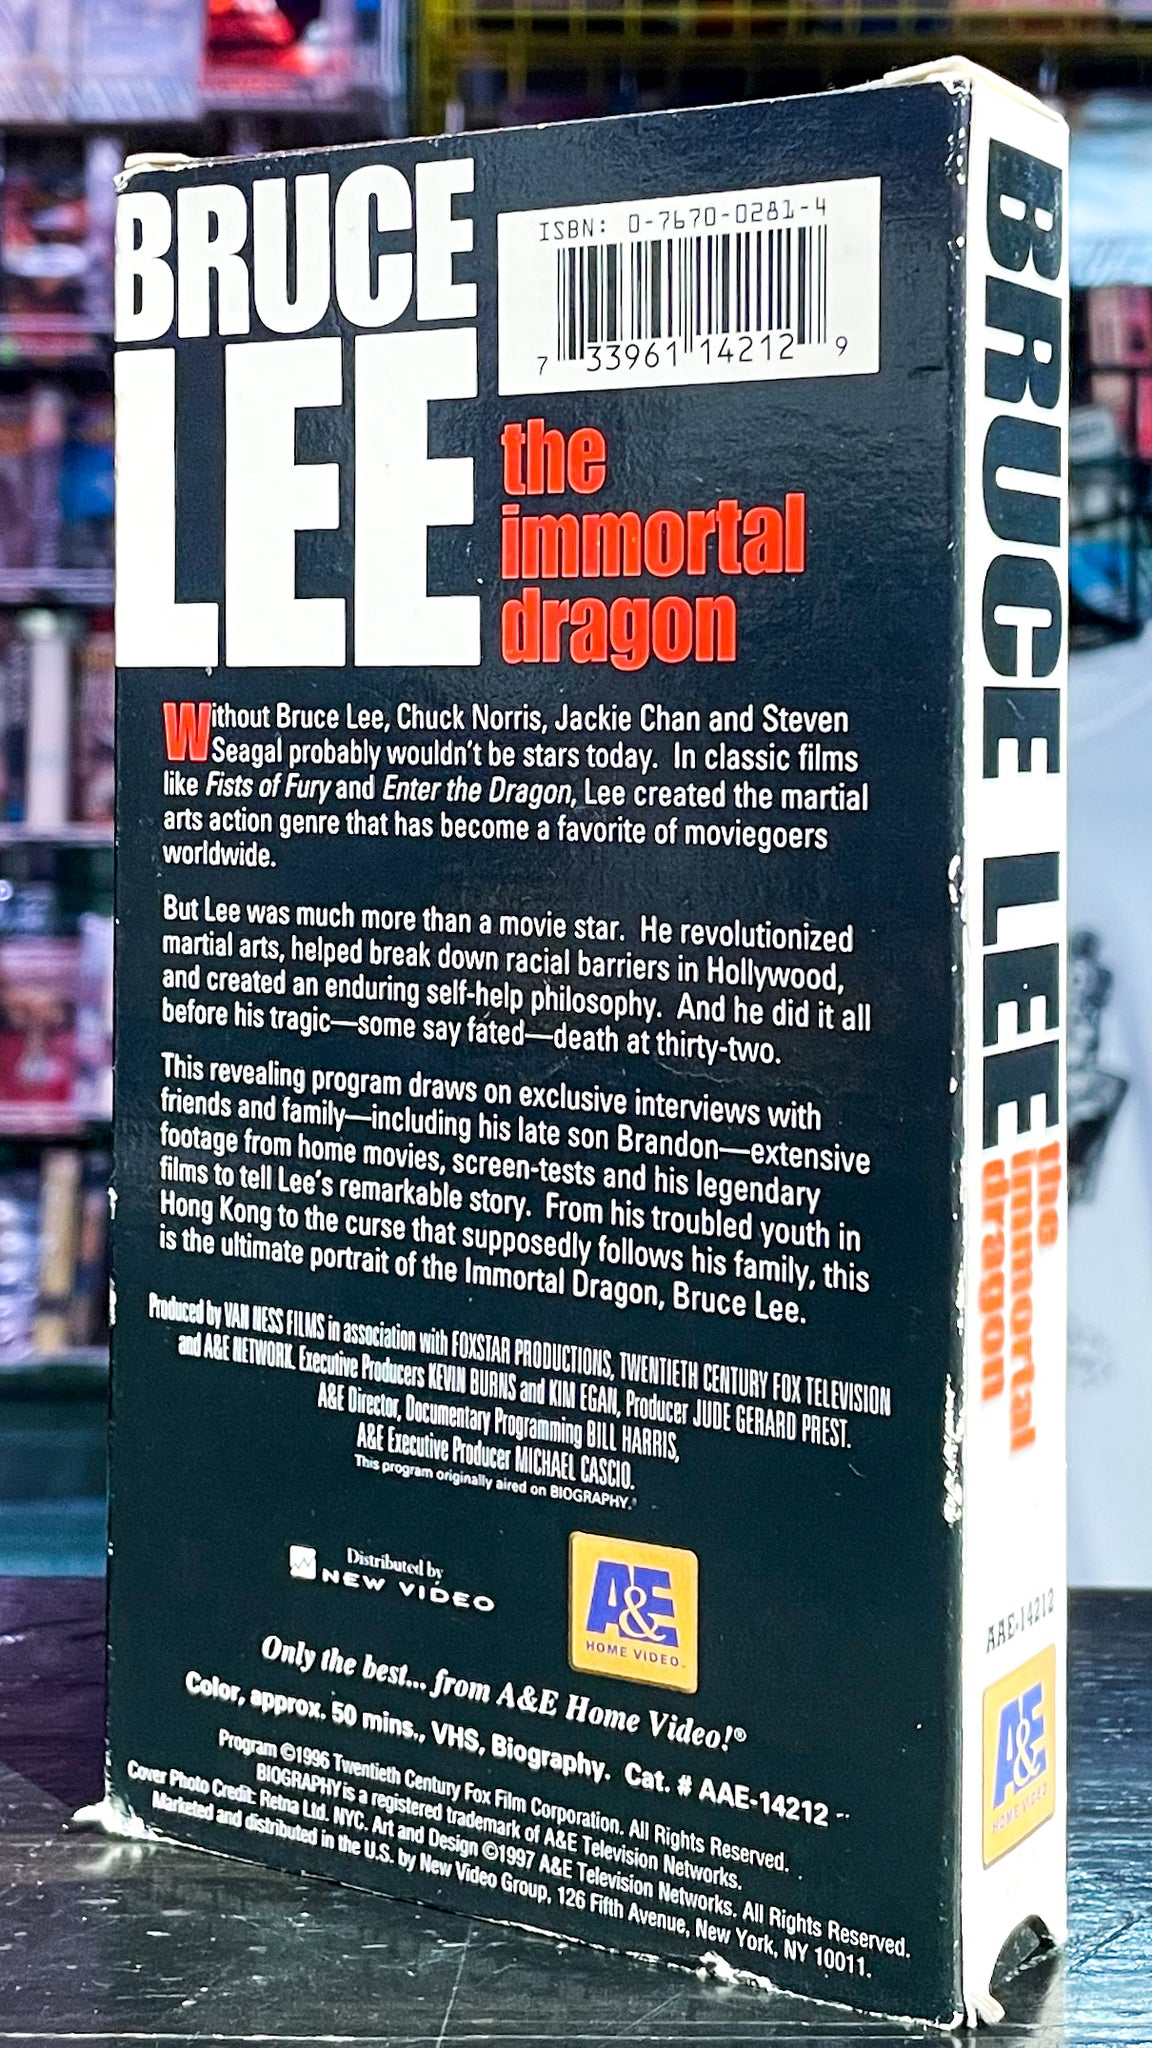 BRUCE
LEE
ISBN: 0-7670-0281-4
7 33961 14212 9
the
immortal
dragon
Without Bruce Lee, Chuck Norris, Jackie Chan and Steven
Seagal probably wouldn't be stars today. In classic films
like Fists of Fury and Enter the Dragon, Lee created the martial
arts action genre that has become a favorite of moviegoers
worldwide.
But Lee was much more than a movie star. He revolutionized
martial arts, helped break down racial barriers in Hollywood,
and created an enduring self-help philosophy. And he did it all
before his tragic—some say fated—death at thirty-two.
This revealing program draws on exclusive interviews with
friends and family—including his late son Brandon—extensive
footage from home movies, screen-tests and his legendary
films to tell Lee's remarkable story. From his troubled youth in
Hong Kong to the curse that supposedly follows his family, this
is the ultimate portrait of the Immortal Dragon, Bruce Lee.
Produced by VAN NESS FILMS in association with FOXSTAR PRODUCTIONS, TWENTIETH CENTURY FOX TELEVISION
and A&E NETWORK. Executive Producers KEVIN BURNS and KIM EGAN, Producer JUDE GERARD PREST.
A&E Director, Documentary Programming BILL HARRIS,
A&E Executive Producer MICHAEL CASCIO.
This program originally aired on BIOGRAPHY.®
Distributed by
NEW VIDEO
A&E
HOME VIDEO™
Only the best... from A&E Home Video!®
Color, approx. 50 mins., VHS, Biography. Cat. # AAE-14212
Program ©1996 Twentieth Century Fox Film Corporation. All Rights Reserved.
BIOGRAPHY is a registered trademark of A&E Television Networks.
Cover Photo Credit: Retna Ltd. NYC. Art and Design ©1997 A&E Television Networks. All Rights Reserved.
Marketed and distributed in the U.S. by New Video Group, 126 Fifth Avenue, New York, NY 10011.
BRUCE LEE
the
immortal
dragon
AAE-14212
A&E
HOME VIDEO